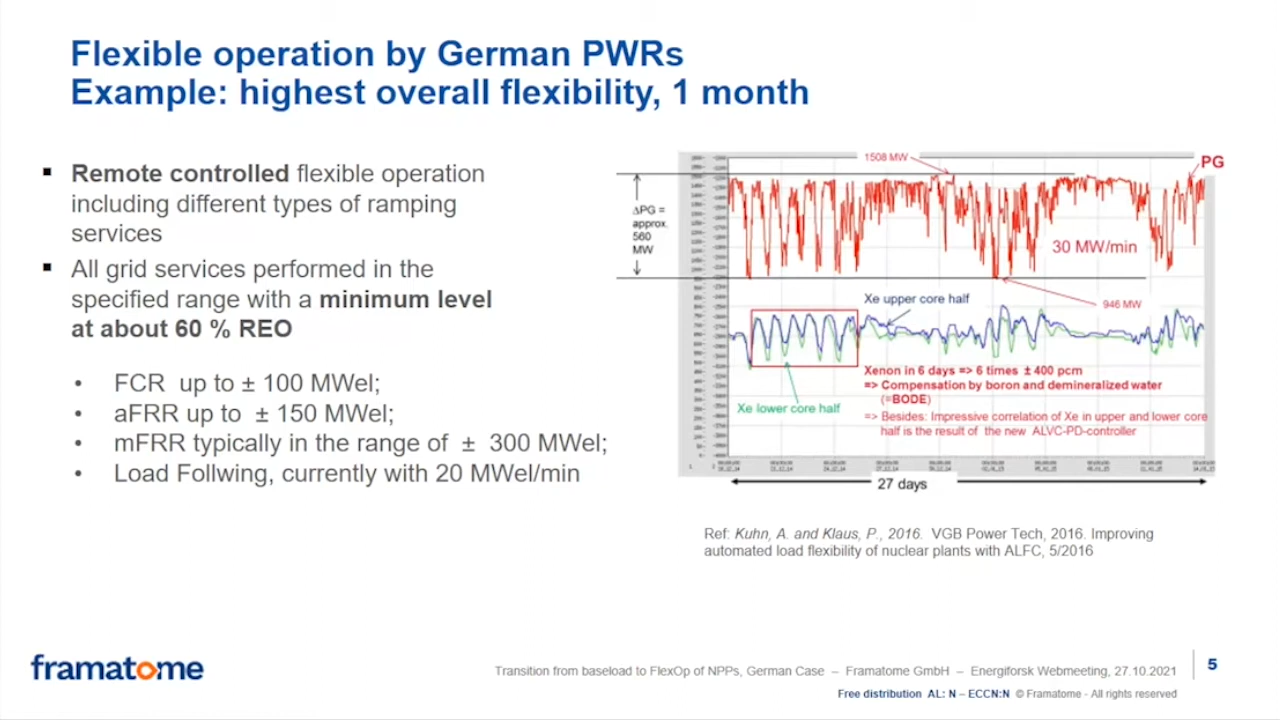 Flexible operation by German PWRs
Example: highest overall flexibility, 1 month
▪ Remote controlled flexible operation
including different types of ramping
services
▪ All grid services performed in the
specified range with a minimum level
at about 60 % REO
• FCR up to ± 100 MWel;
• aFRR up to ± 150 MWel;
• mFRR typically in the range of ± 300 MWel;
• Load Follwing, currently with 20 MWel/min
1508 MW
PG
ΔPG =
approx.
560
MW
30 MW/min
946 MW
Xe upper core half
Xenon in 6 days => 6 times ± 400 pcm
=> Compensation by boron and demineralized water
(=BODE)
Xe lower core half
=> Besides: Impressive correlation of Xe in upper and lower core
half is the result of the new ALVC-PD-controller
27 days
Ref: Kuhn, A. and Klaus, P., 2016. VGB Power Tech, 2016. Improving
automated load flexibility of nuclear plants with ALFC, 5/2016
framatome
Transition from baseload to FlexOp of NPPs, German Case – Framatome GmbH – Energiforsk Webmeeting, 27.10.2021
5
Free distribution AL: N – ECCN:N © Framatome - All rights reserved